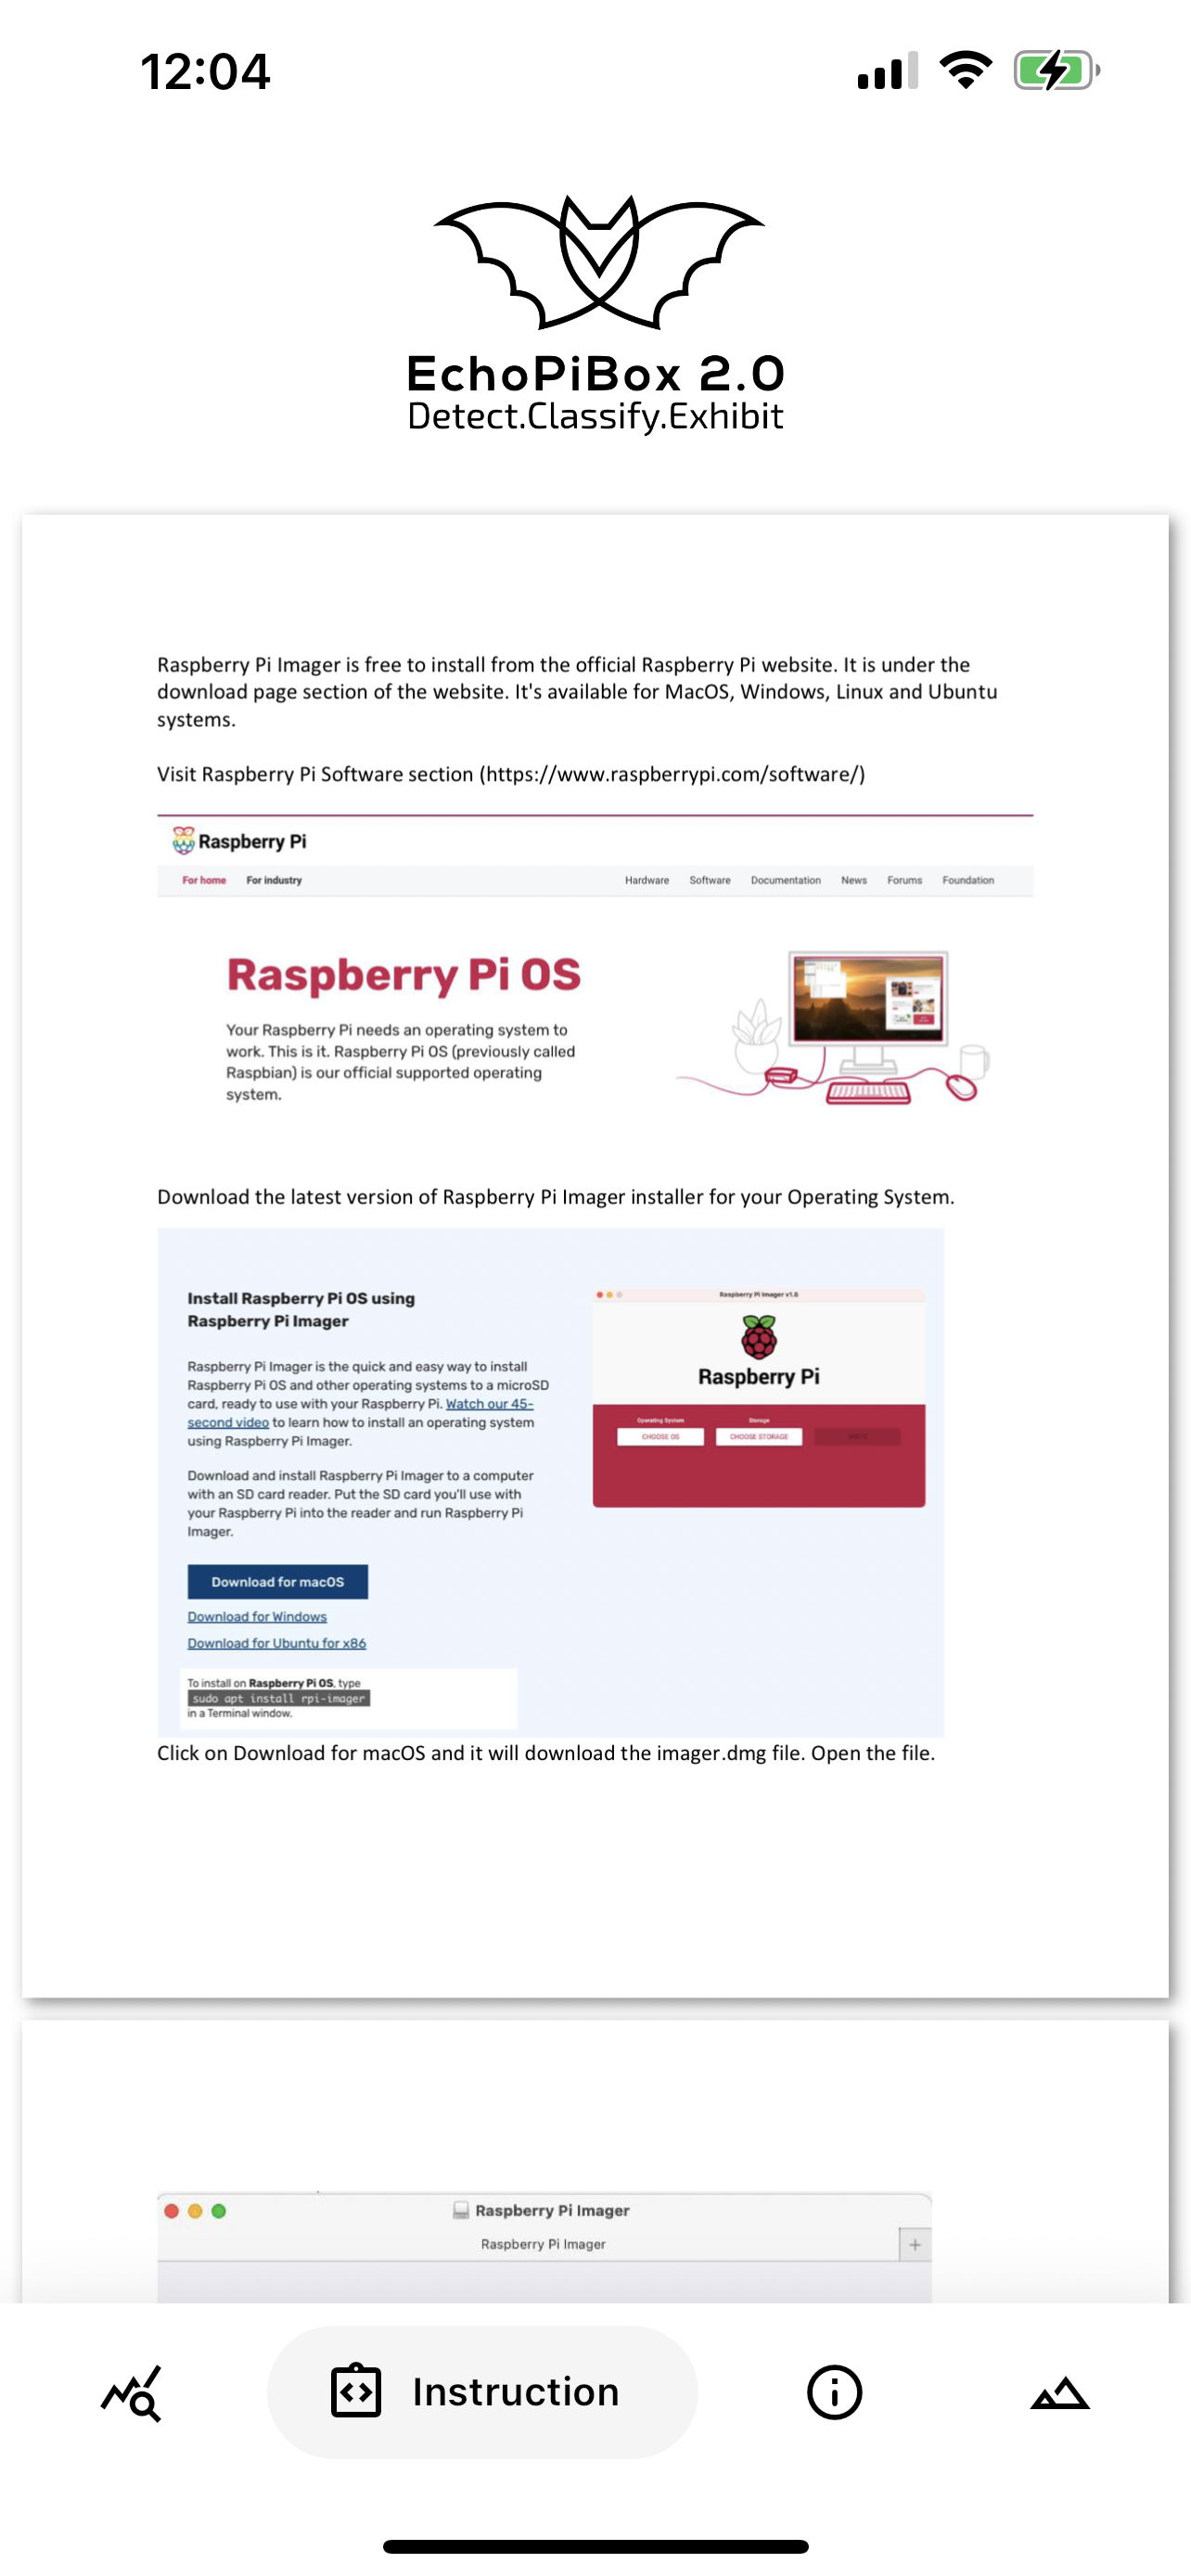 12:04
EchoPiBox 2.0
Detect.Classify.Exhibit
Raspberry Pi Imager is free to install from the official Raspberry Pi website. It is under the
download page section of the website. It's available for MacOS, Windows, Linux and Ubuntu
systems.
Visit Raspberry Pi Software section (https://www.raspberrypi.com/software/)
Raspberry Pi
For home For industry Hardware Software Documentation News Forums Foundation
Raspberry Pi OS
Your Raspberry Pi needs an operating system to
work. This is it. Raspberry Pi OS (previously called
Raspbian) is our official supported operating
system.
Download the latest version of Raspberry Pi Imager installer for your Operating System.
Install Raspberry Pi OS using
Raspberry Pi Imager
Raspberry Pi Imager is the quick and easy way to install
Raspberry Pi OS and other operating systems to a microSD
card, ready to use with your Raspberry Pi. Watch our 45-
second video to learn how to install an operating system
using Raspberry Pi Imager.
Download and install Raspberry Pi Imager to a computer
with an SD card reader. Put the SD card you'll use with
your Raspberry Pi into the reader and run Raspberry Pi
Imager.
Download for macOS
Download for Windows
Download for Ubuntu for x86
To install on Raspberry Pi OS, type
sudo apt install rpi-imager
in a Terminal window.
Raspberry Pi Imager v1.6
Raspberry Pi
Operating System Storage
CHOOSE OS CHOOSE STORAGE WRITE
Click on Download for macOS and it will download the imager.dmg file. Open the file.
Raspberry Pi Imager
Raspberry Pi Imager
Instruction